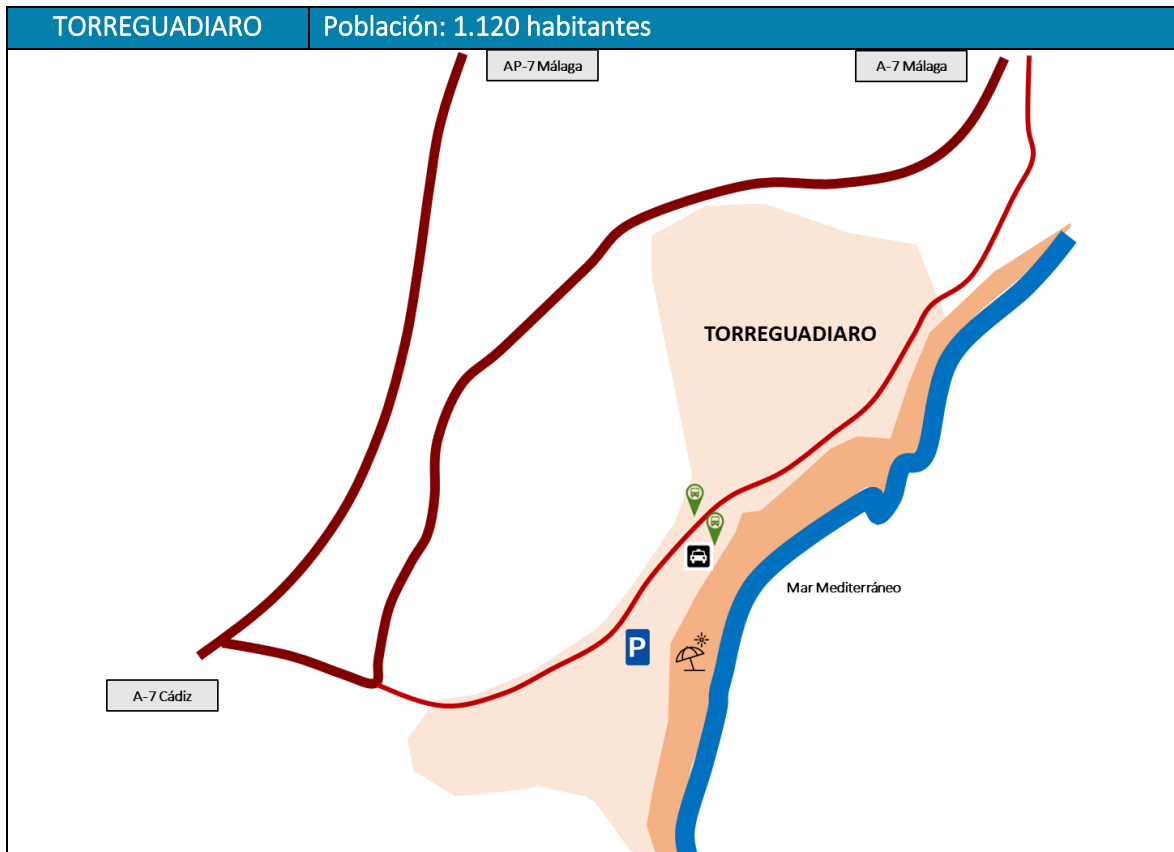 TORREGUADIARO
Población: 1.120 habitantes
AP-7 Málaga
A-7 Málaga
TORREGUADIARO
Mar Mediterráneo
P
A-7 Cádiz